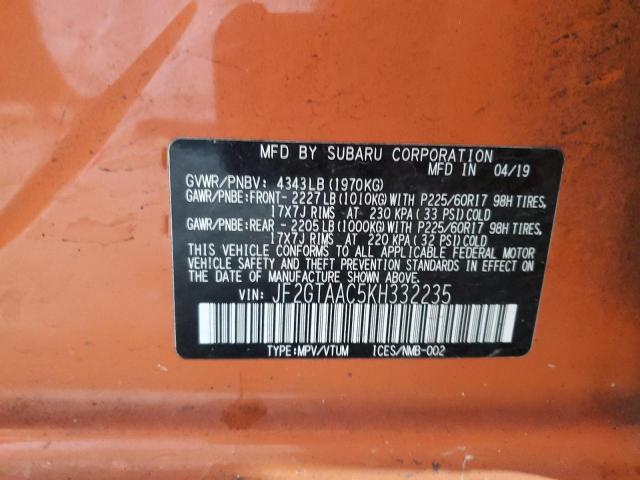 MFD BY SUBARU CORPORATION
MFD IN 04/19
GVWR/PNBV: 4343LB(1970KG)
GAWR/PNBE:FRONT- 2227LB(1010KG)WITH P225/60R17 98H TIRES,
17X7J RIMS AT 230 KPA(33 PSI)COLD
GAWR/PNBE:REAR - 2205LB(1000KG)WITH P225/60R17 98H TIRES,
17X7J RIMS AT 220 KPA(32 PSI)COLD
THIS VEHICLE CONFORMS TO ALL APPLICABLE FEDERAL MOTOR
VEHICLE SAFETY STANDARDS IN EFFECT ON THE
DATE OF MANUFACTURE SHOWN ABOVE.
VIN: JF2GTAAC5KH332235
TYPE:MPV/VTUM ICES/NMB-002